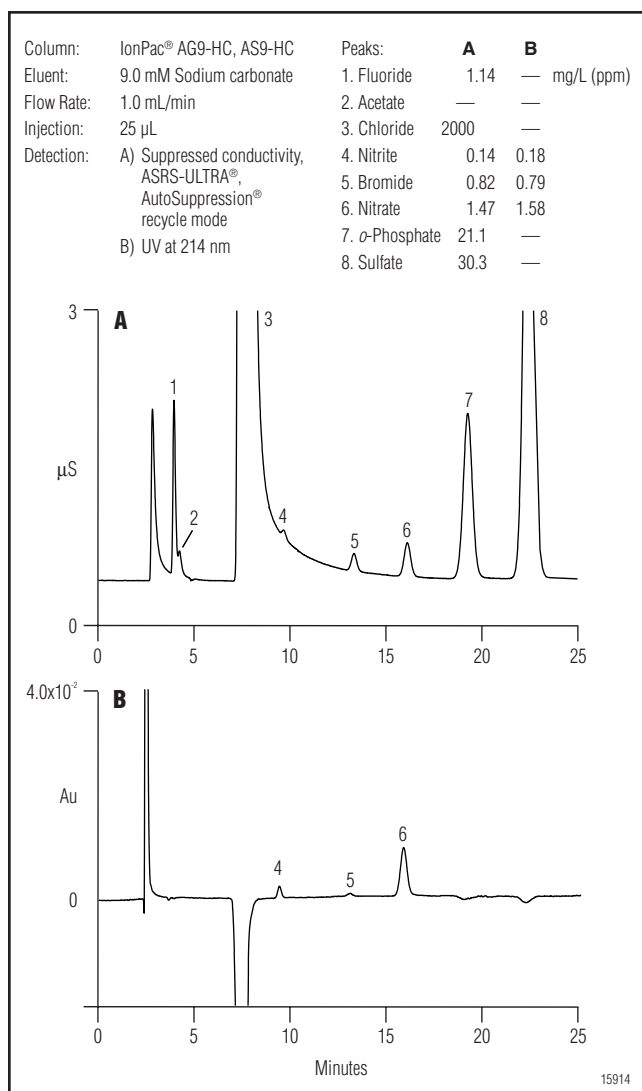 Column: IonPac® AG9-HC, AS9-HC
Eluent: 9.0 mM Sodium carbonate
Flow Rate: 1.0 mL/min
Injection: 25 µL
Detection: A) Suppressed conductivity,
ASRS-ULTRA®,
AutoSuppression®
recycle mode
B) UV at 214 nm
Peaks: A B
1. Fluoride 1.14 — mg/L (ppm)
2. Acetate — —
3. Chloride 2000 —
4. Nitrite 0.14 0.18
5. Bromide 0.82 0.79
6. Nitrate 1.47 1.58
7. o-Phosphate 21.1 —
8. Sulfate 30.3 —
3
A
3
8
1
7
µS
2
4
5
6
0
0 5 10 15 20 25
4.0x10⁻²
B
Au
6
4
5
0
0 5 10 15 20 25
Minutes
15914